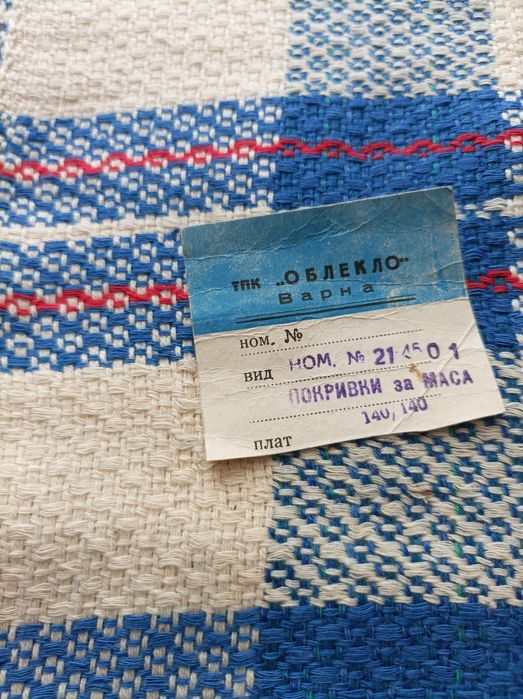 ТПК „ОБЛЕКЛО"
Варна
НОМ. №
ВИД НОМ. № 21-45 0 1
ПОКРИВКИ за МАСА
140/140
плат